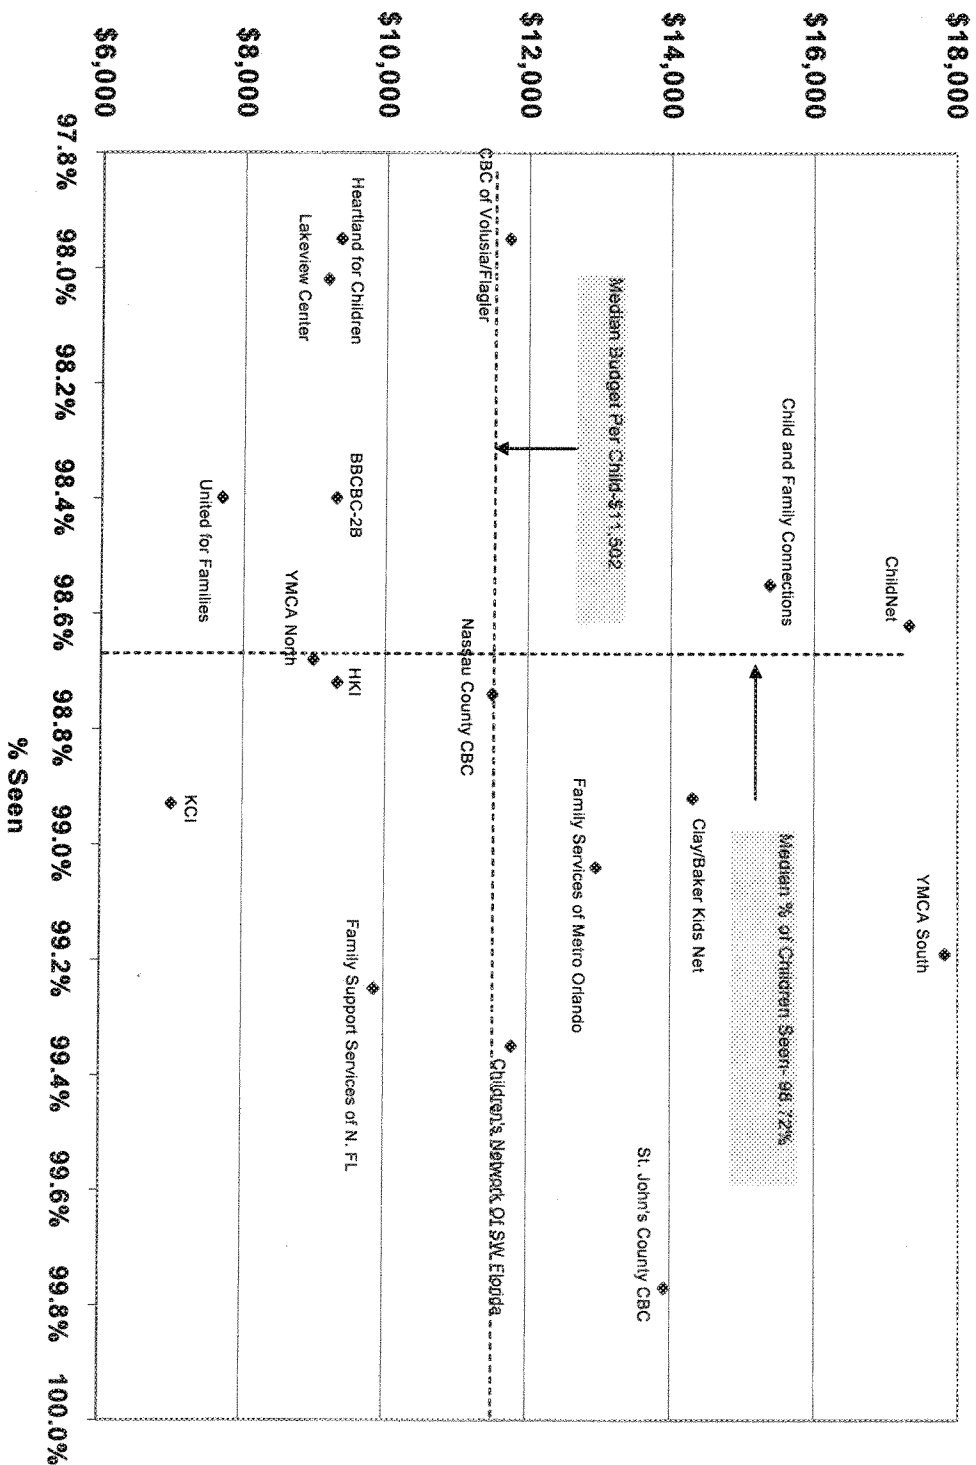 $18,000
$16,000
$14,000
$12,000
$10,000
$8,000
$6,000
YMCA South
ChildNet
Child and Family Connections
Median % of Children Seen- 98.72%
Clay/Baker Kids Net
St. John's County CBC
Median Budget Per Child-$11,502
Family Services of Metro Orlando
CBC of Volusia/Flagler
Children's Network Of SW. Florida
Nassau County CBC
Heartland for Children
BBCBC-2B
HKI
Family Support Services of N. FL
Lakeview Center
YMCA North
United for Families
KCI
97.8%
98.0%
98.2%
98.4%
98.6%
98.8%
99.0%
99.2%
99.4%
99.6%
99.8%
100.0%
% Seen